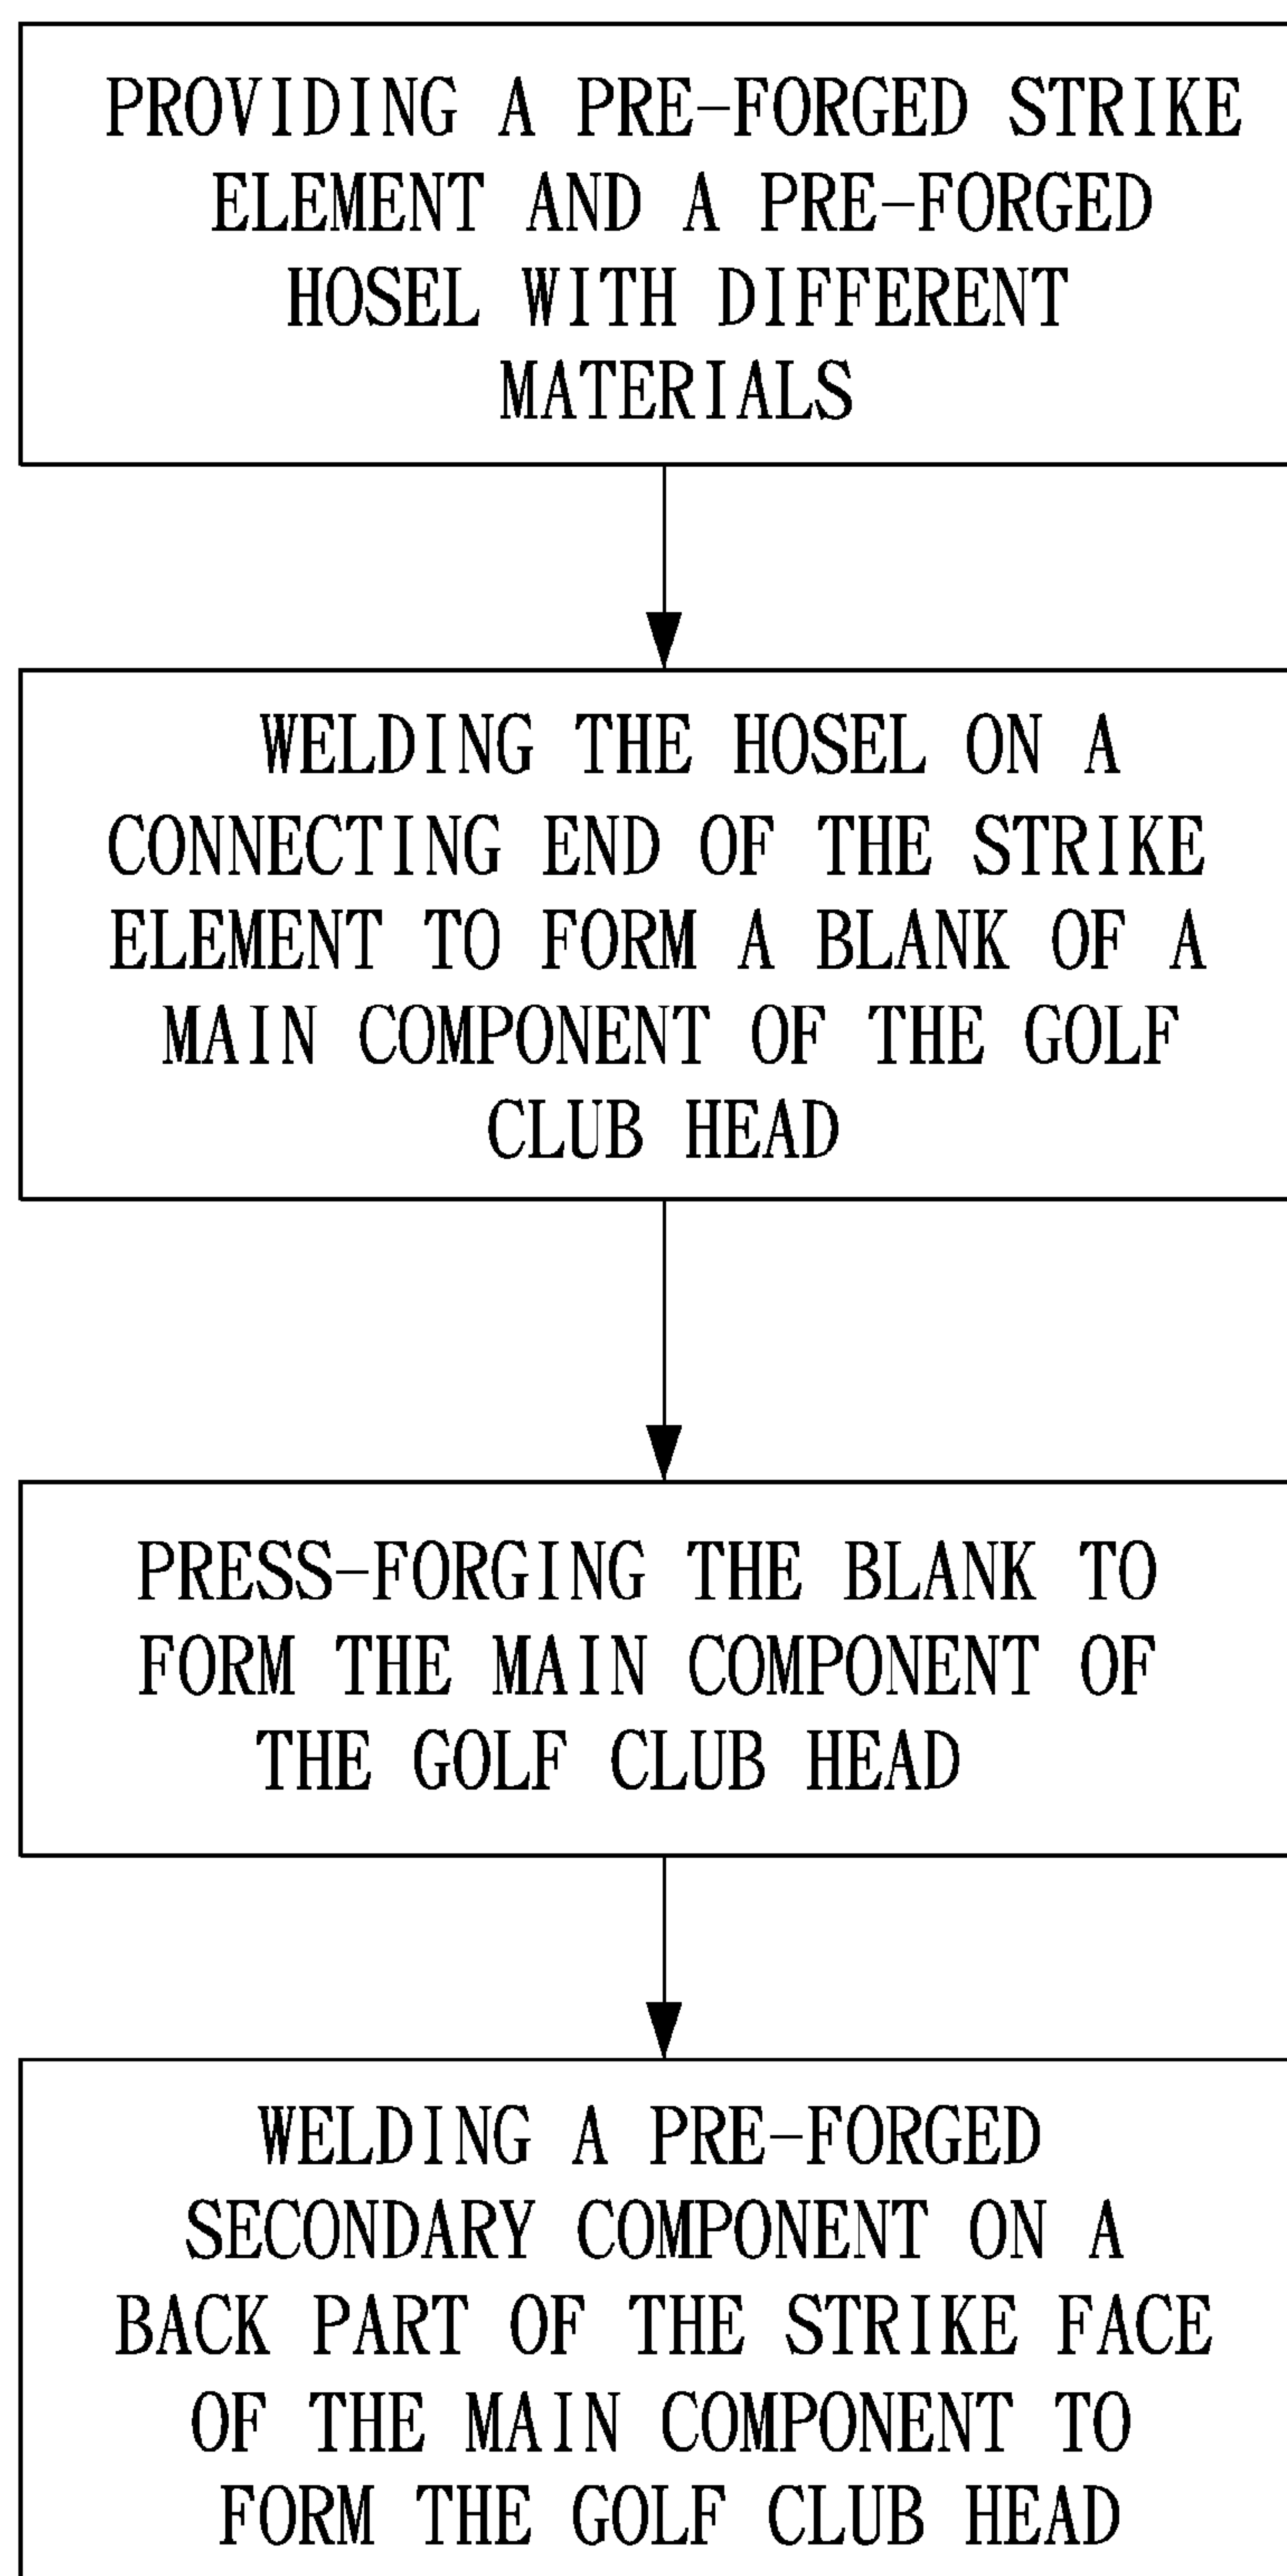 PROVIDING A PRE-FORGED STRIKE
ELEMENT AND A PRE-FORGED
HOSEL WITH DIFFERENT
MATERIALS
WELDING THE HOSEL ON A
CONNECTING END OF THE STRIKE
ELEMENT TO FORM A BLANK OF A
MAIN COMPONENT OF THE GOLF
CLUB HEAD
PRESS-FORGING THE BLANK TO
FORM THE MAIN COMPONENT OF
THE GOLF CLUB HEAD
WELDING A PRE-FORGED
SECONDARY COMPONENT ON A
BACK PART OF THE STRIKE FACE
OF THE MAIN COMPONENT TO
FORM THE GOLF CLUB HEAD